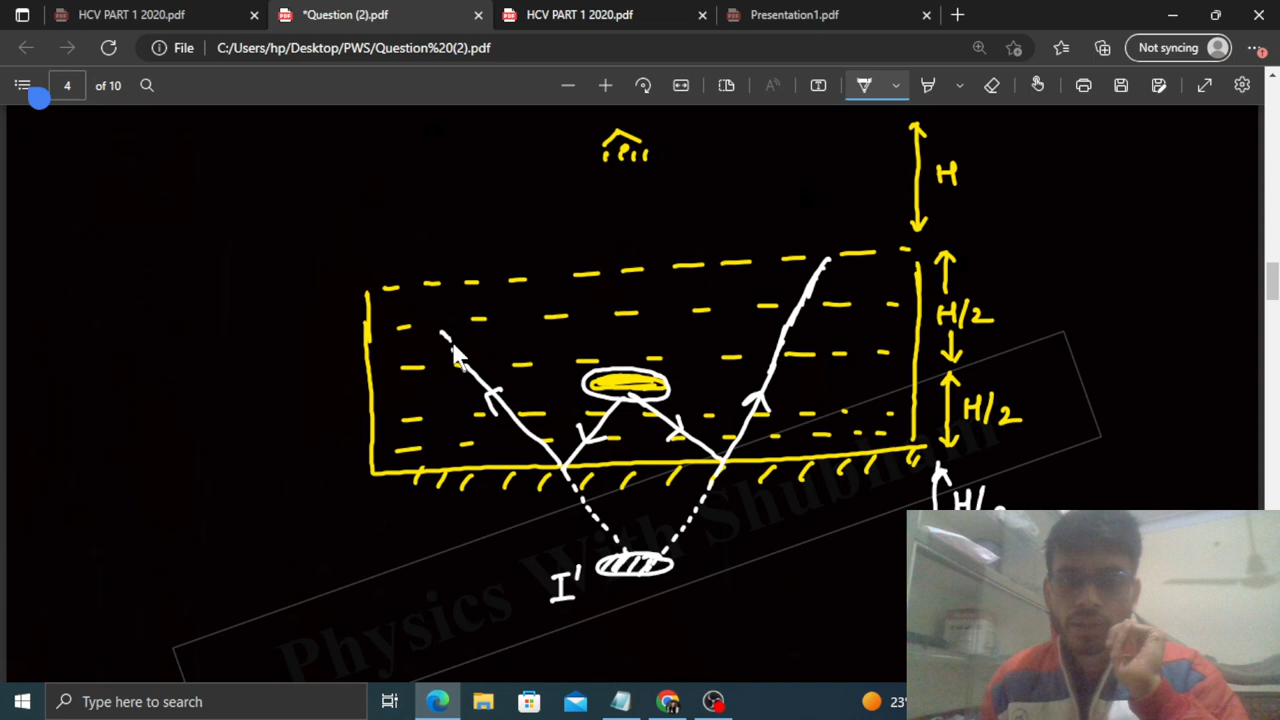 HCV PART 1 2020.pdf
*Question (2).pdf
HCV PART 1 2020.pdf
Presentation1.pdf
File
C:/Users/hp/Desktop/PWS/Question%20(2).pdf
Not syncing
4
of 10
H
H/2
H/2
H/2
I'
Physics With Shubham
Type here to search
23°